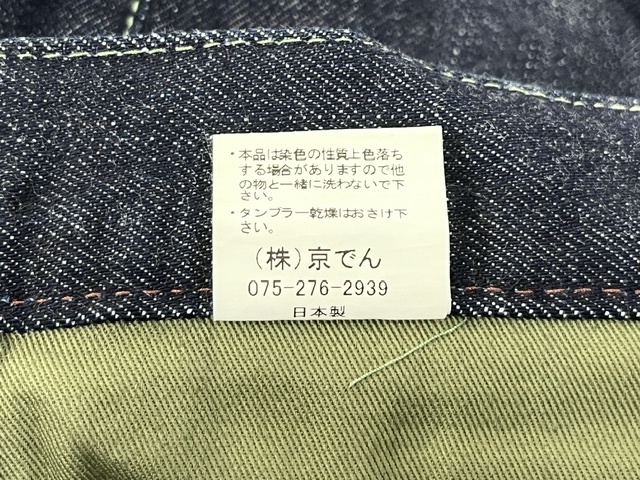 ・本品は染色の性質上色落ち
する場合がありますので他
の物と一緒に洗わないで下
さい。
・タンブラー乾燥はおさけ下
さい。
（株）京でん
075-276-2939
日本製